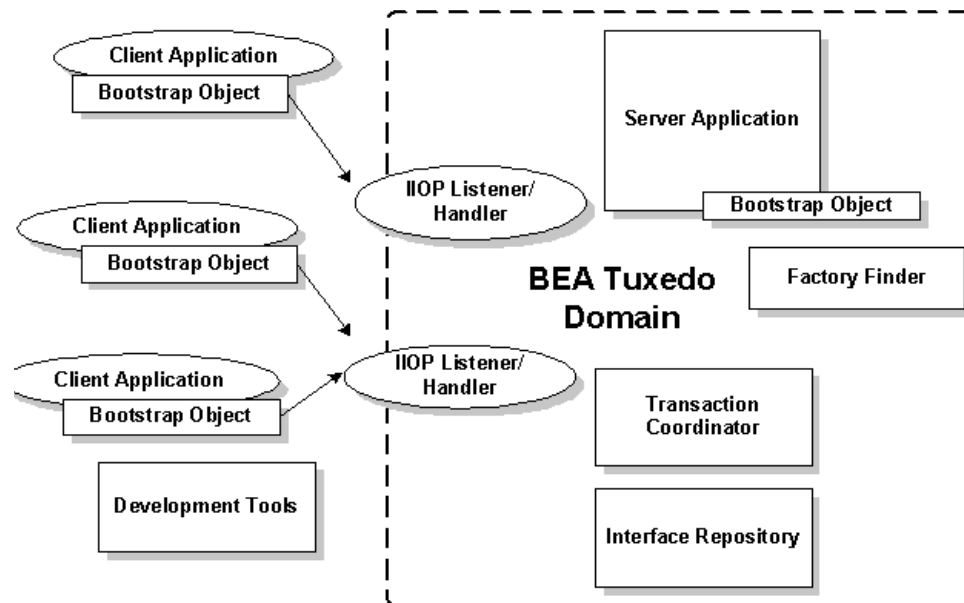 Client Application
Bootstrap Object
Server Application
IIOP Listener/
Handler
Bootstrap Object
Client Application
Bootstrap Object
BEA Tuxedo
Domain
Factory Finder
IIOP Listener/
Handler
Client Application
Bootstrap Object
Transaction
Coordinator
Development Tools
Interface Repository